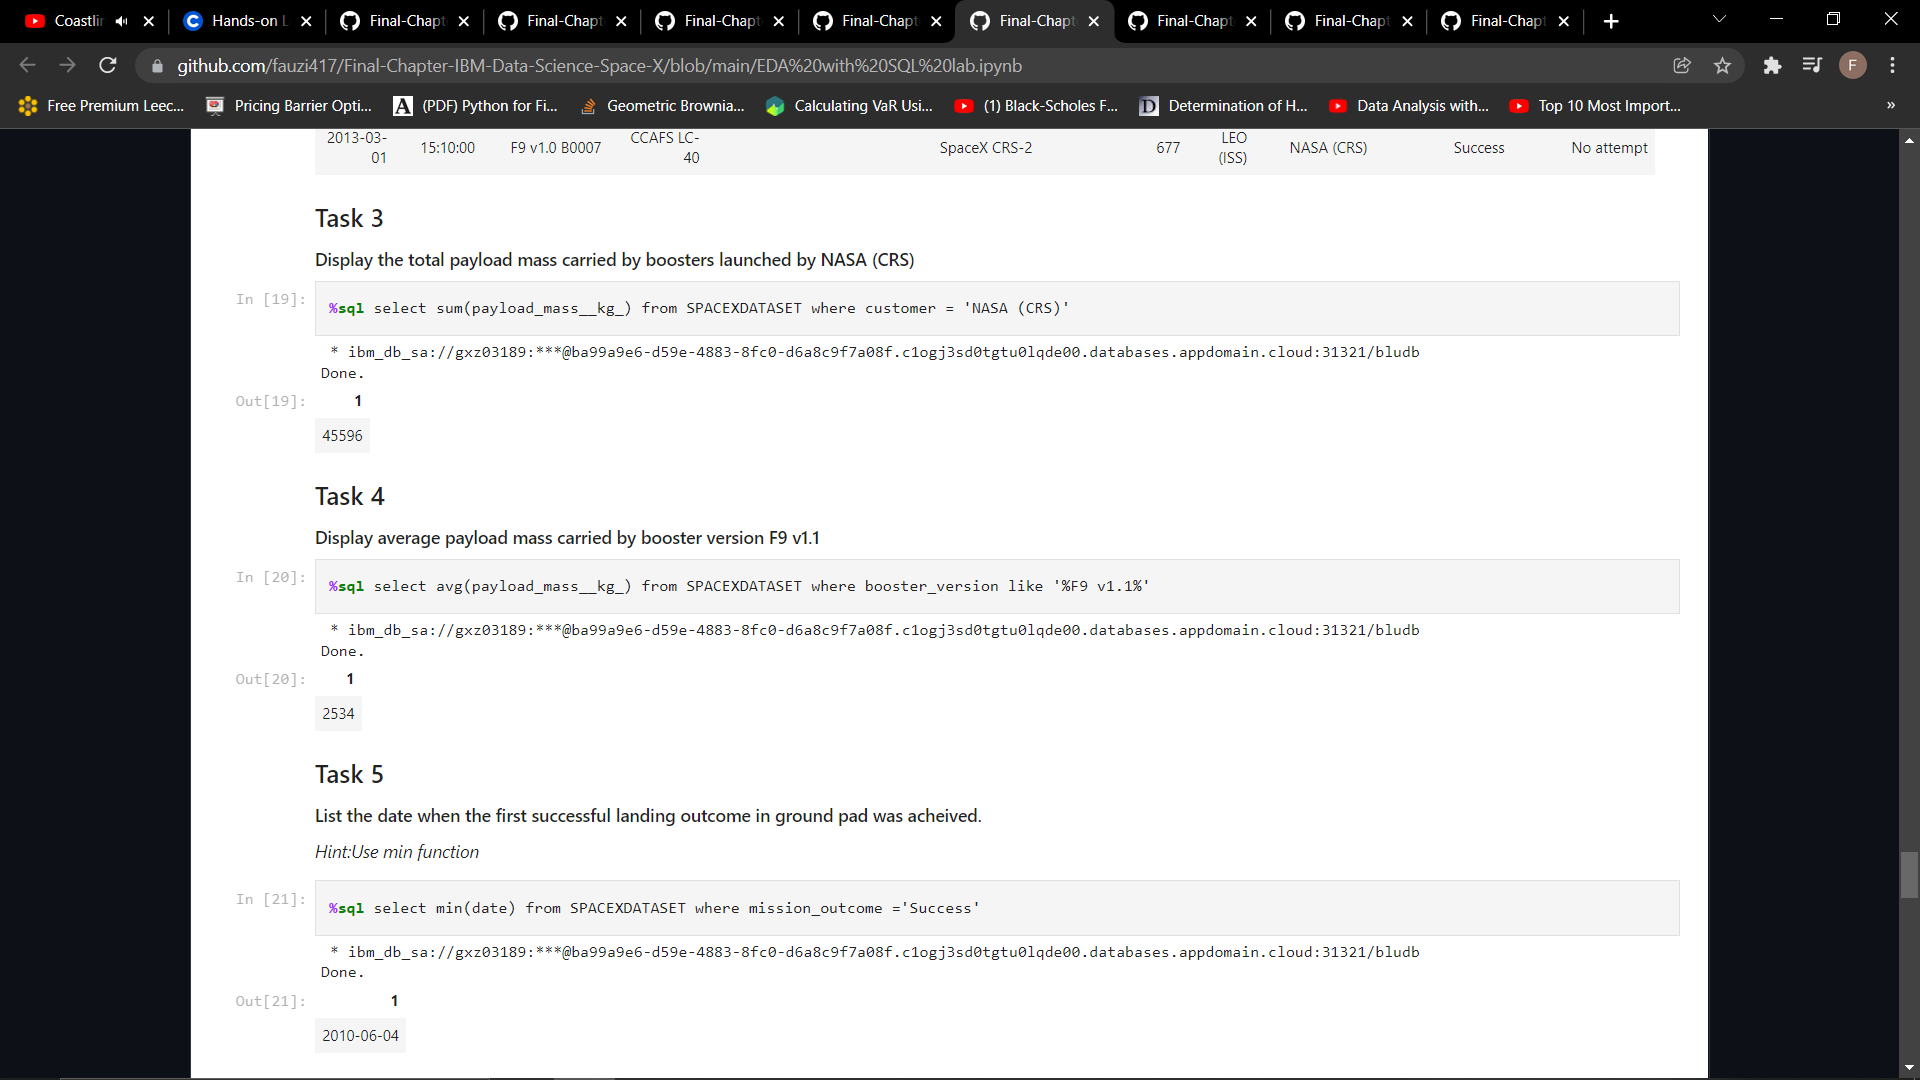 Coastlin
Hands-on L
Final-Chapt
Final-Chapt
Final-Chapt
Final-Chapt
Final-Chapt
Final-Chapt
Final-Chapt
Final-Chapt
github.com/fauzi417/Final-Chapter-IBM-Data-Science-Space-X/blob/main/EDA%20with%20SQL%20lab.ipynb
F
Free Premium Leec...
Pricing Barrier Opti...
(PDF) Python for Fi...
Geometric Brownia...
Calculating VaR Usi...
(1) Black-Scholes F...
Determination of H...
Data Analysis with...
Top 10 Most Import...
»
2013-03-01 15:10:00 F9 v1.0 B0007 CCAFS LC-40 SpaceX CRS-2 677 LEO (ISS) NASA (CRS) Success No attempt
Task 3
Display the total payload mass carried by boosters launched by NASA (CRS)
In [19]: %sql select sum(payload_mass__kg_) from SPACEXDATASET where customer = 'NASA (CRS)'
* ibm_db_sa://gxz03189:***@ba99a9e6-d59e-4883-8fc0-d6a8c9f7a08f.c1ogj3sd0tgtu0lqde00.databases.appdomain.cloud:31321/bludb
Done.
Out[19]: 1
45596
Task 4
Display average payload mass carried by booster version F9 v1.1
In [20]: %sql select avg(payload_mass__kg_) from SPACEXDATASET where booster_version like '%F9 v1.1%'
* ibm_db_sa://gxz03189:***@ba99a9e6-d59e-4883-8fc0-d6a8c9f7a08f.c1ogj3sd0tgtu0lqde00.databases.appdomain.cloud:31321/bludb
Done.
Out[20]: 1
2534
Task 5
List the date when the first successful landing outcome in ground pad was acheived.
Hint:Use min function
In [21]: %sql select min(date) from SPACEXDATASET where mission_outcome ='Success'
* ibm_db_sa://gxz03189:***@ba99a9e6-d59e-4883-8fc0-d6a8c9f7a08f.c1ogj3sd0tgtu0lqde00.databases.appdomain.cloud:31321/bludb
Done.
Out[21]: 1
2010-06-04